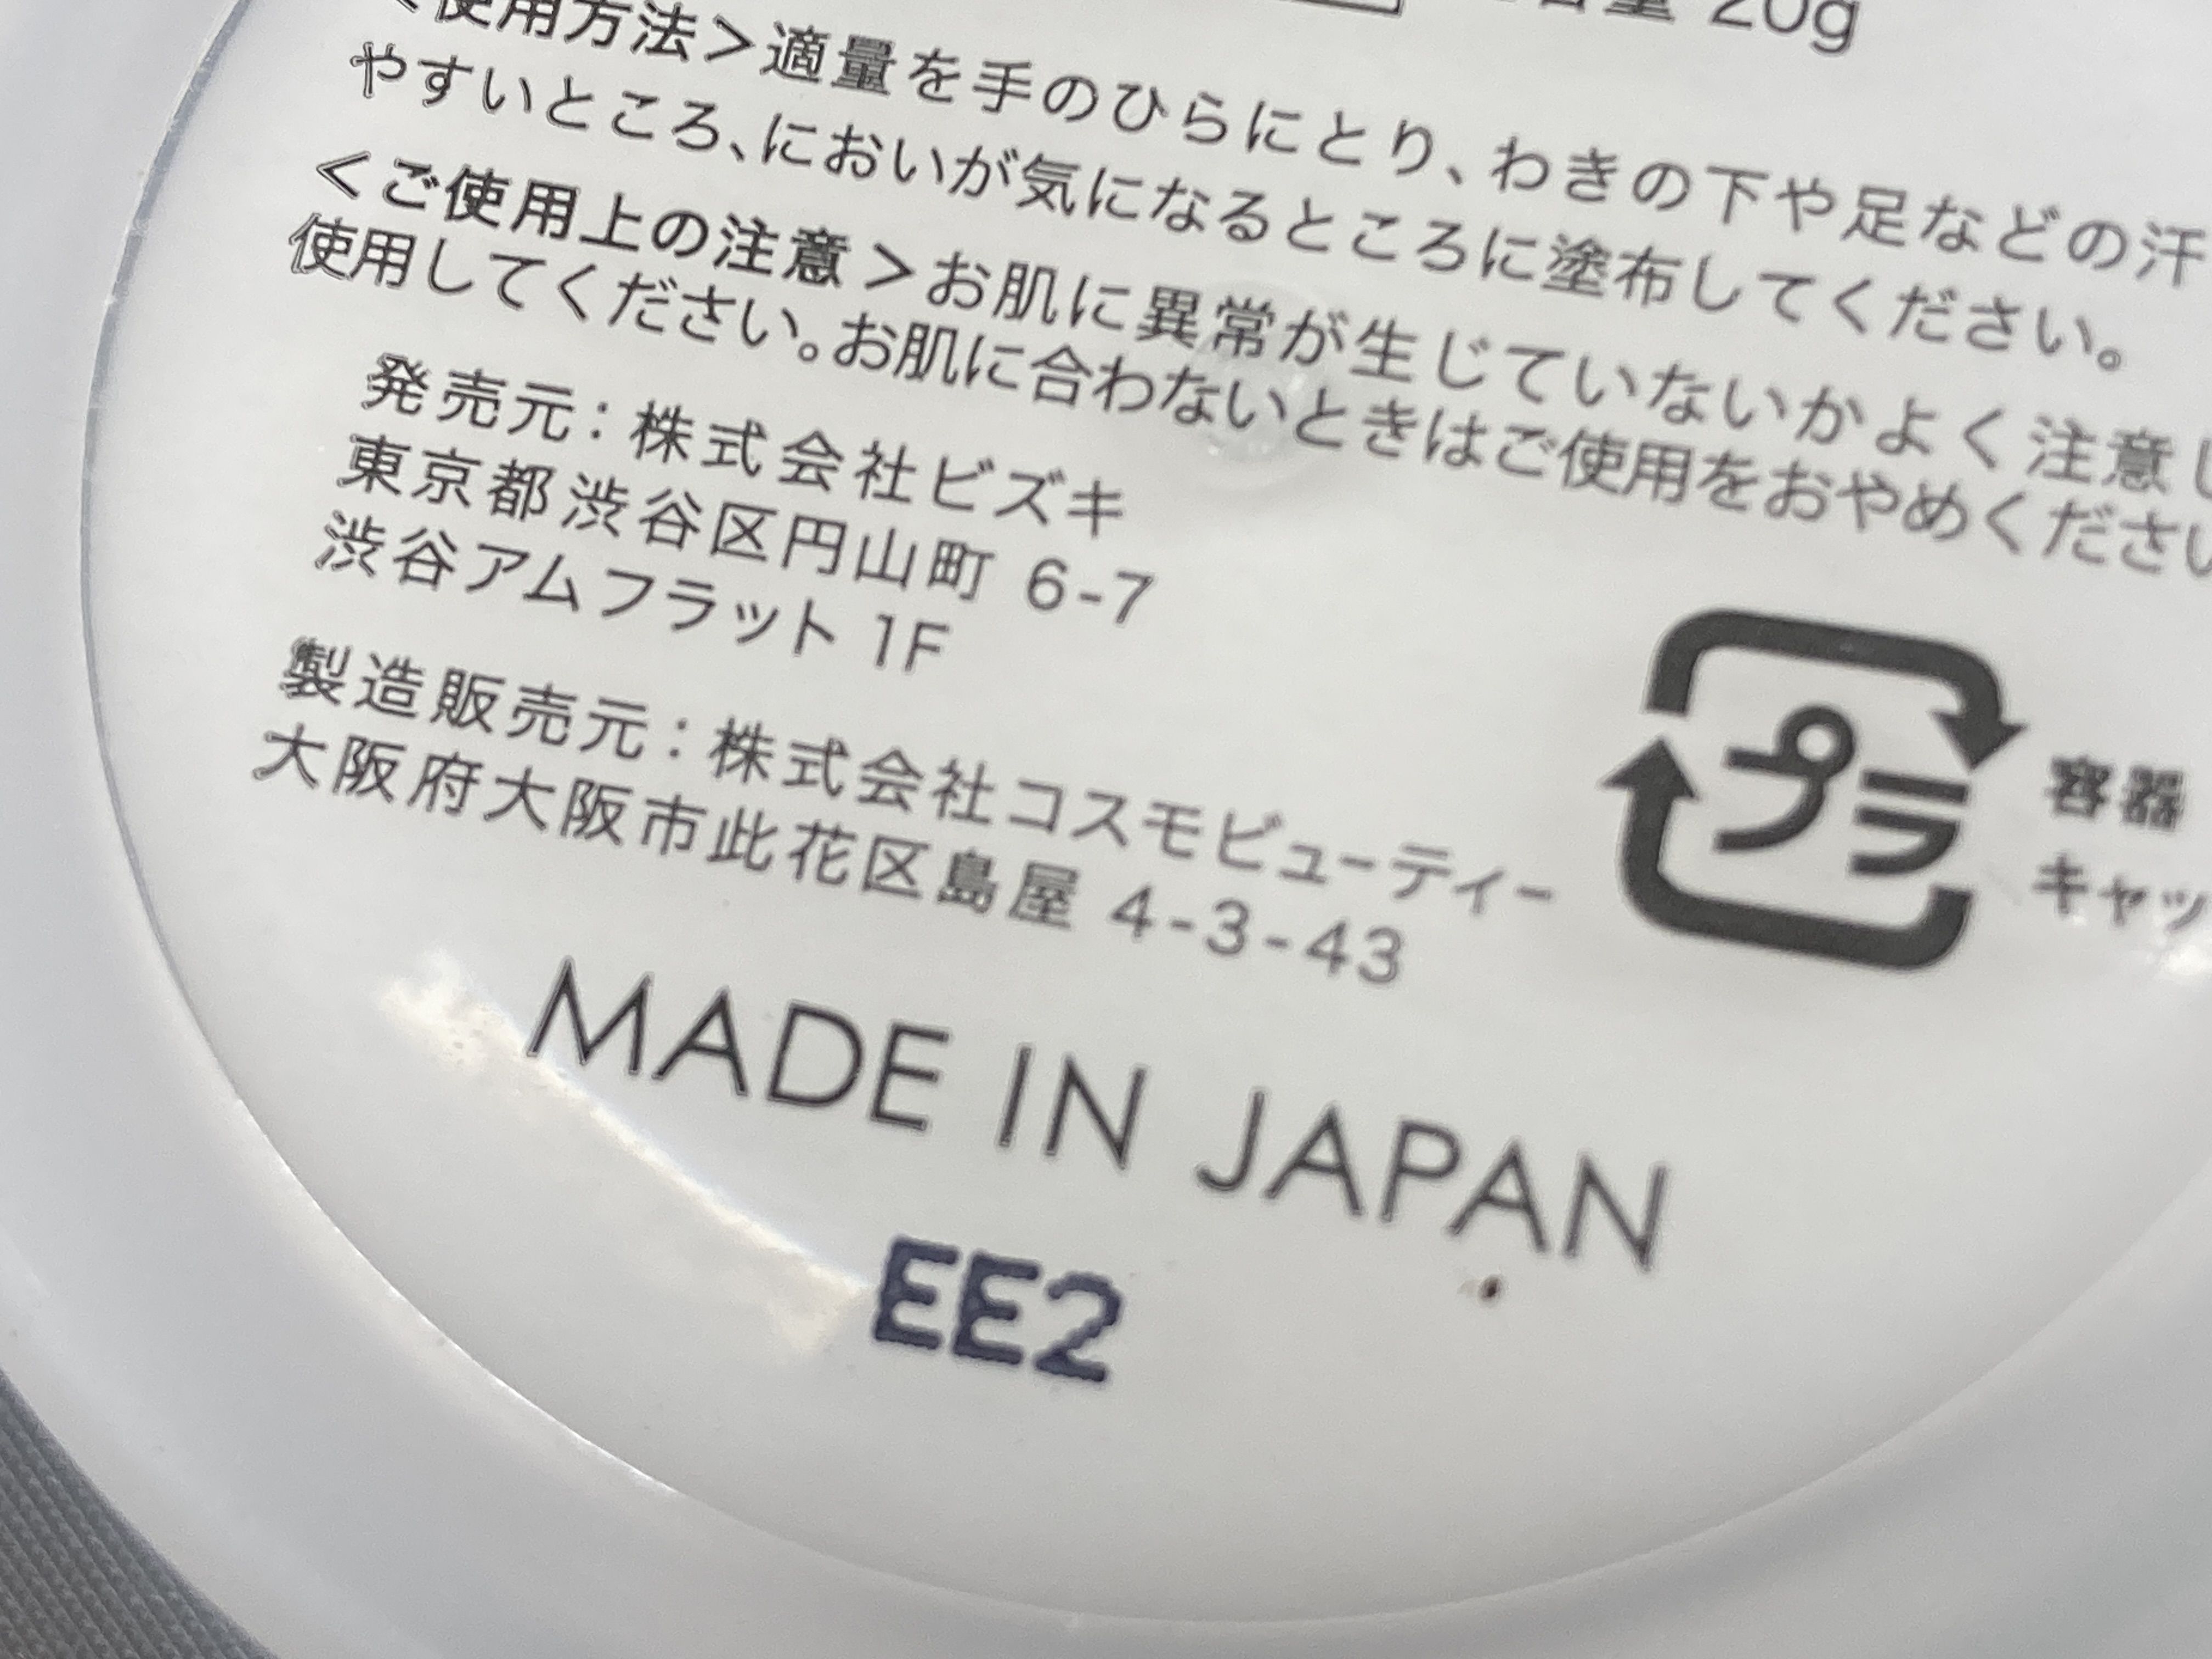 量 20g
<使用方法>適量を手のひらにとり、わきの下や足などの汗
やすいところ、においが気になるところに塗布してください。
<ご使用上の注意>お肌に異常が生じていないかよく注意し
使用してください。お肌に合わないときはご使用をおやめくださ
発売元：株式会社ビズキ
東京都渋谷区円山町 6-7
渋谷アムフラット 1F
製造販売元：株式会社コスモビューティー
大阪府大阪市此花区島屋 4-3-43
プラ
容器
キャッ
MADE IN JAPAN
EE2